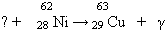 ? + ⁶²₂₈Ni → ⁶³₂₉Cu + γ